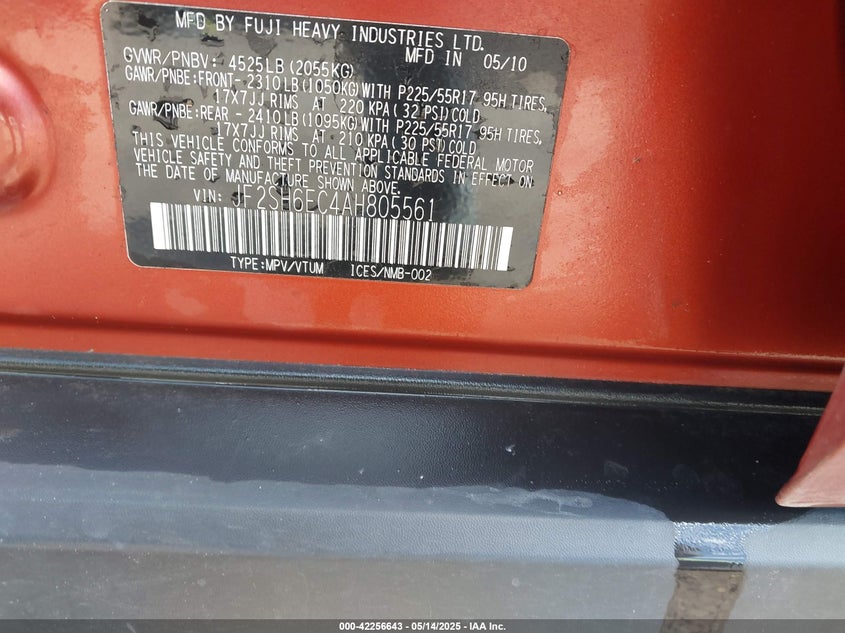 MFD BY FUJI HEAVY INDUSTRIES LTD.
MFD IN 05/10
GVWR/PNBV: 4525LB(2055KG)
GAWR/PNBE:FRONT- 2310LB(1050KG)WITH P225/55R17 95H TIRES,
17X7JJ RIMS AT 220 KPA(32 PSI)COLD
GAWR/PNBE:REAR - 2410LB(1095KG)WITH P225/55R17 95H TIRES,
17X7JJ RIMS AT 210 KPA(30 PSI)COLD
THIS VEHICLE CONFORMS TO ALL APPLICABLE FEDERAL MOTOR
VEHICLE SAFETY AND THEFT PREVENTION STANDARDS IN EFFECT ON
THE DATE OF MANUFACTURE SHOWN ABOVE.
VIN: JF2SH6EC4AH805561
TYPE:MPV/VTUM ICES/NMB-002
000-42256643 - 05/14/2025 - IAA Inc.